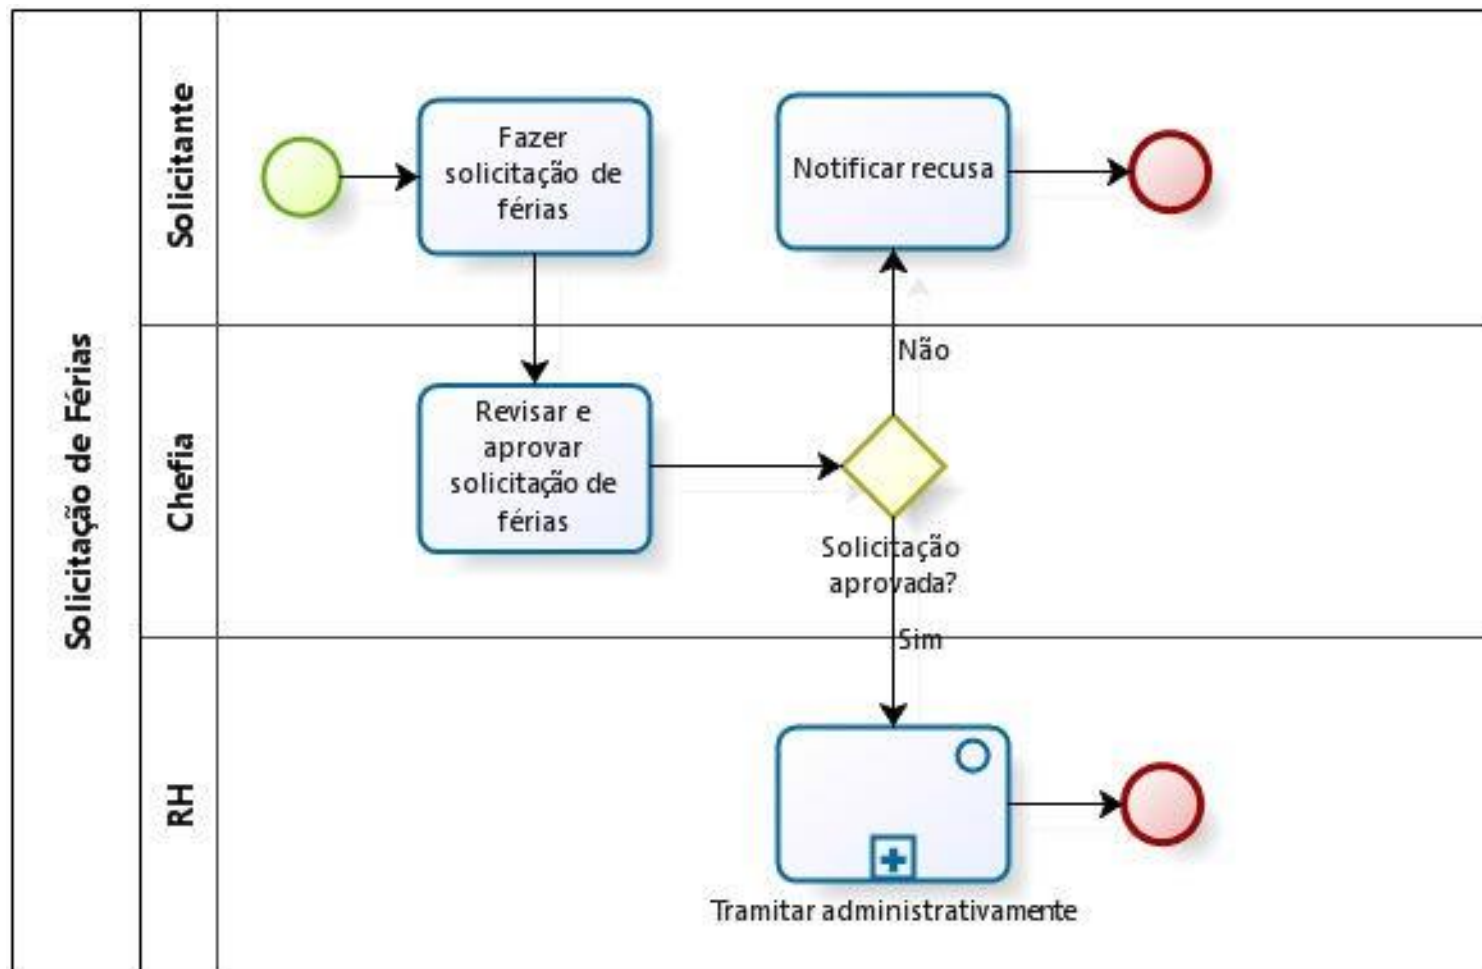 Solicitação de Férias
Solicitante
Fazer
solicitação de
férias
Notificar recusa
Chefia
Revisar e
aprovar
solicitação de
férias
Não
Solicitação
aprovada?
Sim
RH
Tramitar administrativamente